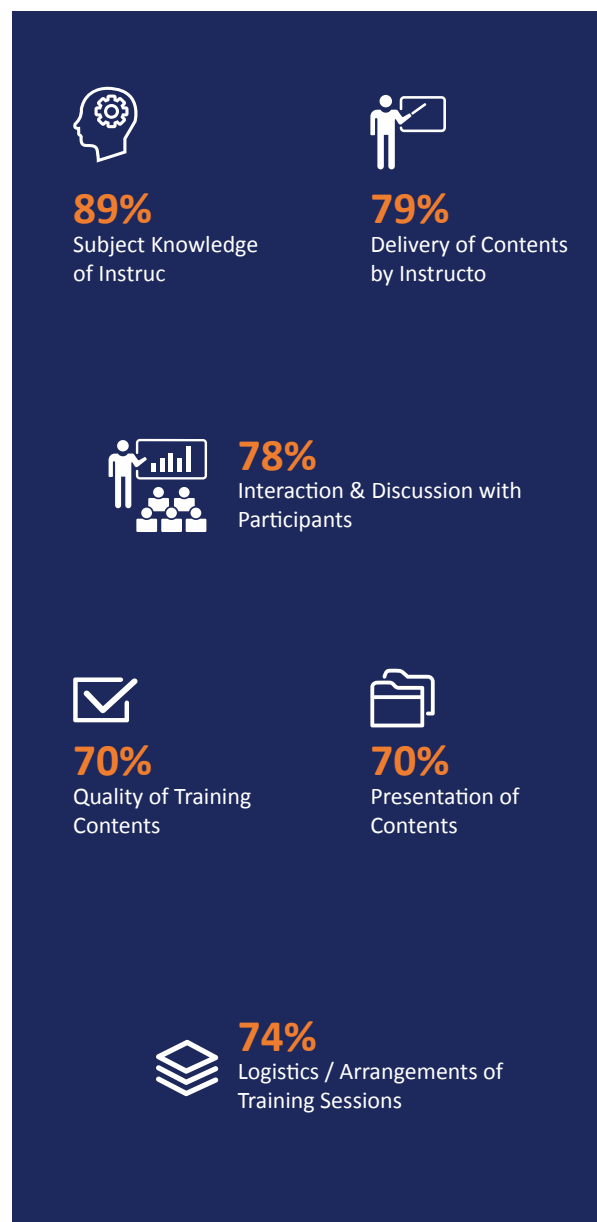 89%
Subject Knowledge
of Instruc
79%
Delivery of Contents
by Instructo
78%
Interaction & Discussion with
Participants
70%
Quality of Training
Contents
70%
Presentation of
Contents
74%
Logistics / Arrangements of
Training Sessions